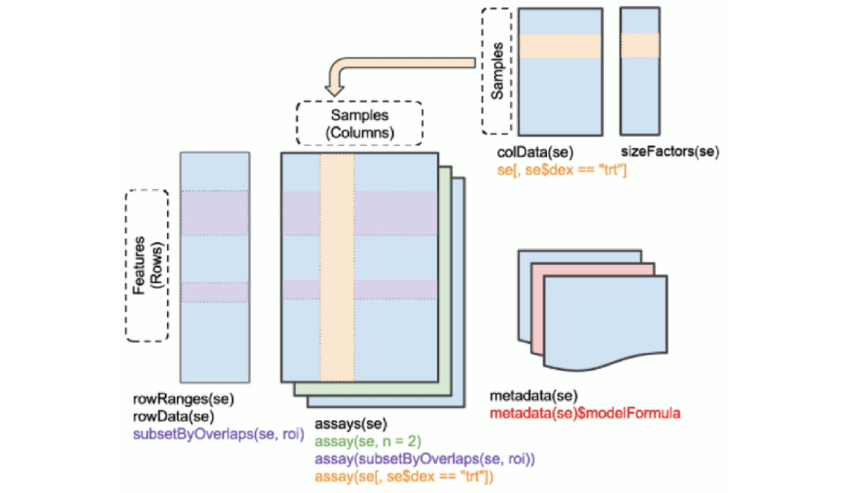 Samples
Samples
(Columns)
colData(se)
se[, se$dex == "trt"]
sizeFactors(se)
Features
(Rows)
rowRanges(se)
rowData(se)
subsetByOverlaps(se, roi)
assays(se)
assay(se, n = 2)
assay(subsetByOverlaps(se, roi))
assay(se[, se$dex == "trt"])
metadata(se)
metadata(se)$modelFormula